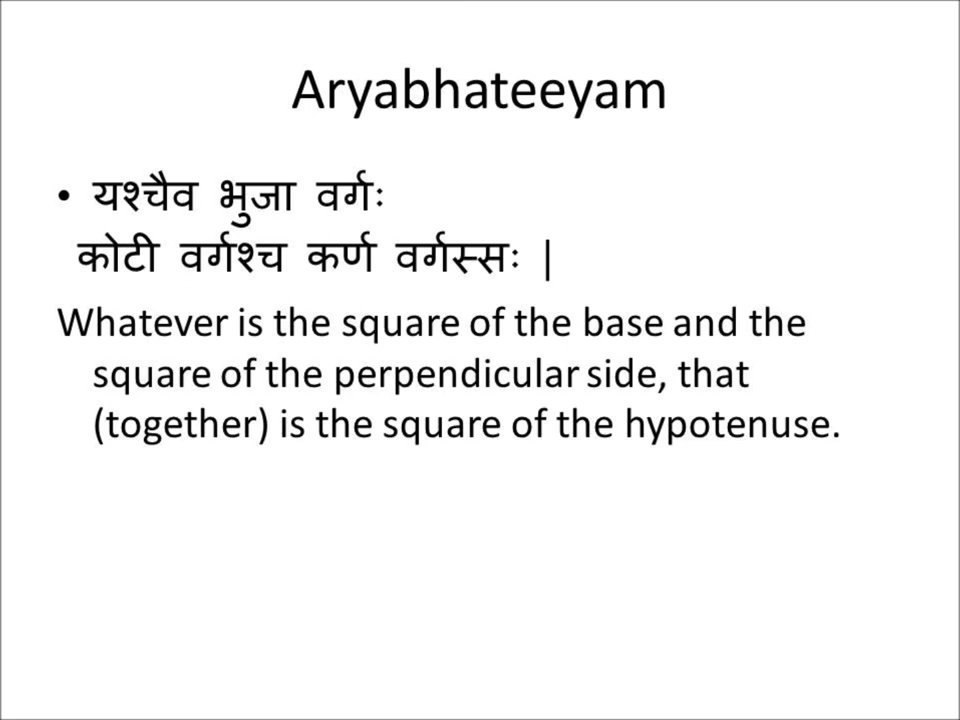 Aryabhateeyam
• यश्चैव भुजा वर्गः
कोटी वर्गश्च कर्ण वर्गस्सः |
Whatever is the square of the base and the
square of the perpendicular side, that
(together) is the square of the hypotenuse.